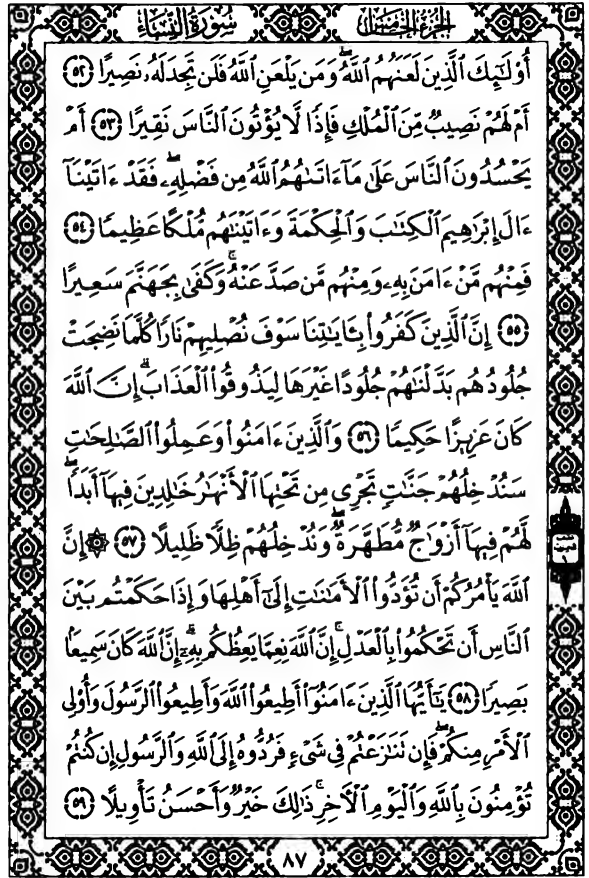 الجزء الخامس سورة النساء
أُو۟لَٰٓئِكَ ٱلَّذِينَ لَعَنَهُمُ ٱللَّهُۖ وَمَن يَلْعَنِ ٱللَّهُ فَلَن تَجِدَ لَهُۥ نَصِيرًا ٥٢
أَمْ لَهُمْ نَصِيبٌ مِّنَ ٱلْمُلْكِ فَإِذًا لَّا يُؤْتُونَ ٱلنَّاسَ نَقِيرًا ٥٣ أَمْ
يَحْسُدُونَ ٱلنَّاسَ عَلَىٰ مَآ ءَاتَىٰهُمُ ٱللَّهُ مِن فَضْلِهِۦۖ فَقَدْ ءَاتَيْنَآ
ءَالَ إِبْرَٰهِيمَ ٱلْكِتَٰبَ وَٱلْحِكْمَةَ وَءَاتَيْنَٰهُم مُّلْكًا عَظِيمًا ٥٤
فَمِنْهُم مَّنْ ءَامَنَ بِهِۦ وَمِنْهُم مَّن صَدَّ عَنْهُۚ وَكَفَىٰ بِجَهَنَّمَ سَعِيرًا
٥٥ إِنَّ ٱلَّذِينَ كَفَرُوا۟ بِـَٔايَٰتِنَا سَوْفَ نُصْلِيهِمْ نَارًا كُلَّمَا نَضِجَتْ
جُلُودُهُم بَدَّلْنَٰهُمْ جُلُودًا غَيْرَهَا لِيَذُوقُوا۟ ٱلْعَذَابَۗ إِنَّ ٱللَّهَ
كَانَ عَزِيزًا حَكِيمًا ٥٦ وَٱلَّذِينَ ءَامَنُوا۟ وَعَمِلُوا۟ ٱلصَّٰلِحَٰتِ
سَنُدْخِلُهُمْ جَنَّٰتٍ تَجْرِى مِن تَحْتِهَا ٱلْأَنْهَٰرُ خَٰلِدِينَ فِيهَآ أَبَدًاۖ
لَّهُمْ فِيهَآ أَزْوَٰجٌ مُّطَهَّرَةٌۖ وَنُدْخِلُهُمْ ظِلًّا ظَلِيلًا ٥٧ ۞ إِنَّ
ٱللَّهَ يَأْمُرُكُمْ أَن تُؤَدُّوا۟ ٱلْأَمَٰنَٰتِ إِلَىٰٓ أَهْلِهَا وَإِذَا حَكَمْتُم بَيْنَ
ٱلنَّاسِ أَن تَحْكُمُوا۟ بِٱلْعَدْلِۚ إِنَّ ٱللَّهَ نِعِمَّا يَعِظُكُم بِهِۦٓۗ إِنَّ ٱللَّهَ كَانَ سَمِيعًۢا
بَصِيرًا ٥٨ يَٰٓأَيُّهَا ٱلَّذِينَ ءَامَنُوٓا۟ أَطِيعُوا۟ ٱللَّهَ وَأَطِيعُوا۟ ٱلرَّسُولَ وَأُو۟لِى
ٱلْأَمْرِ مِنكُمْۖ فَإِن تَنَٰزَعْتُمْ فِى شَىْءٍ فَرُدُّوهُ إِلَى ٱللَّهِ وَٱلرَّسُولِ إِن كُنتُمْ
تُؤْمِنُونَ بِٱللَّهِ وَٱلْيَوْمِ ٱلْأَخِرِۚ ذَٰلِكَ خَيْرٌ وَأَحْسَنُ تَأْوِيلًا ٥٩
٨٧